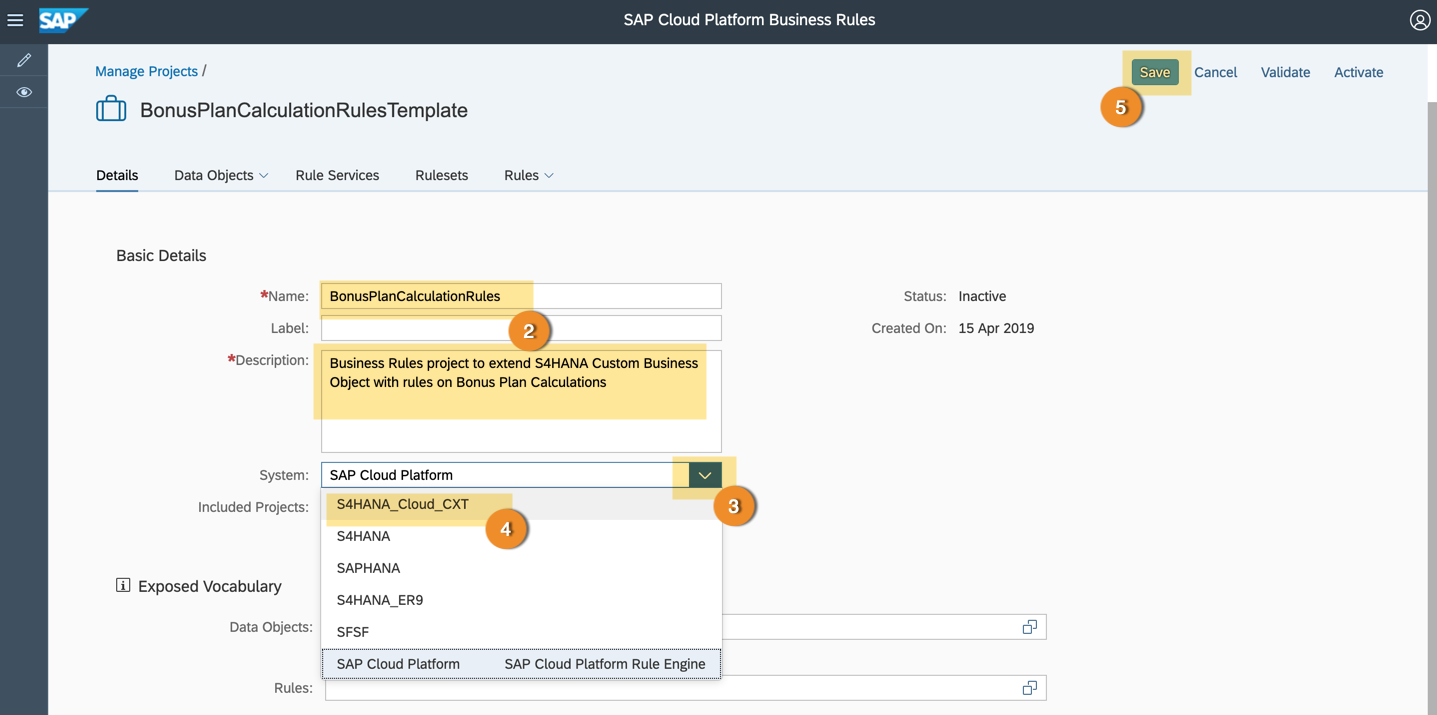 SAP
SAP Cloud Platform Business Rules
Manage Projects /
Save
Cancel
Validate
Activate
5
BonusPlanCalculationRulesTemplate
Details
Data Objects
Rule Services
Rulesets
Rules
Basic Details
*Name:
BonusPlanCalculationRules
Status:
Inactive
Label:
2
Created On:
15 Apr 2019
*Description:
Business Rules project to extend S4HANA Custom Business
Object with rules on Bonus Plan Calculations
System:
SAP Cloud Platform
3
Included Projects:
S4HANA_Cloud_CXT
4
S4HANA
SAPHANA
S4HANA_ER9
SFSF
SAP Cloud Platform
SAP Cloud Platform Rule Engine
i Exposed Vocabulary
Data Objects:
Rules: